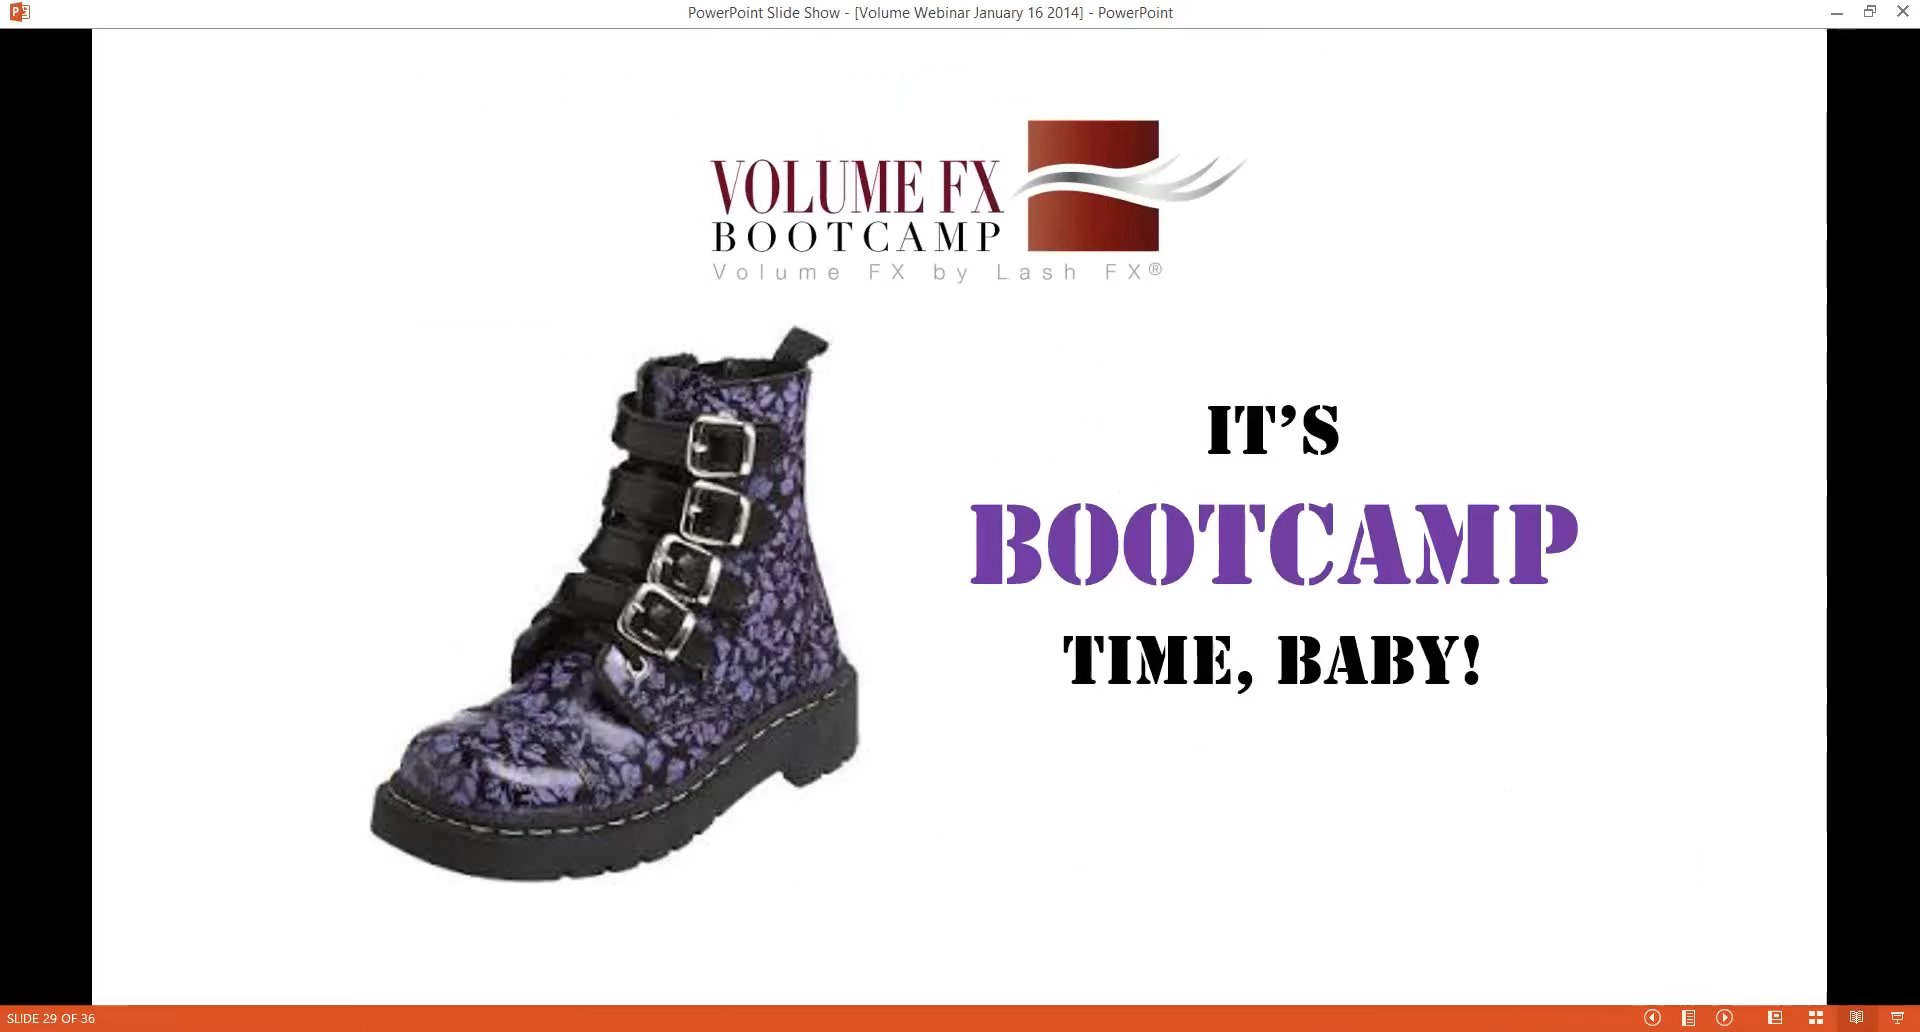 PowerPoint Slide Show - [Volume Webinar January 16 2014] - PowerPoint
VOLUME FX
BOOTCAMP
Volume FX by Lash FX®
IT’S
BOOTCAMP
TIME, BABY!
SLIDE 29 OF 36